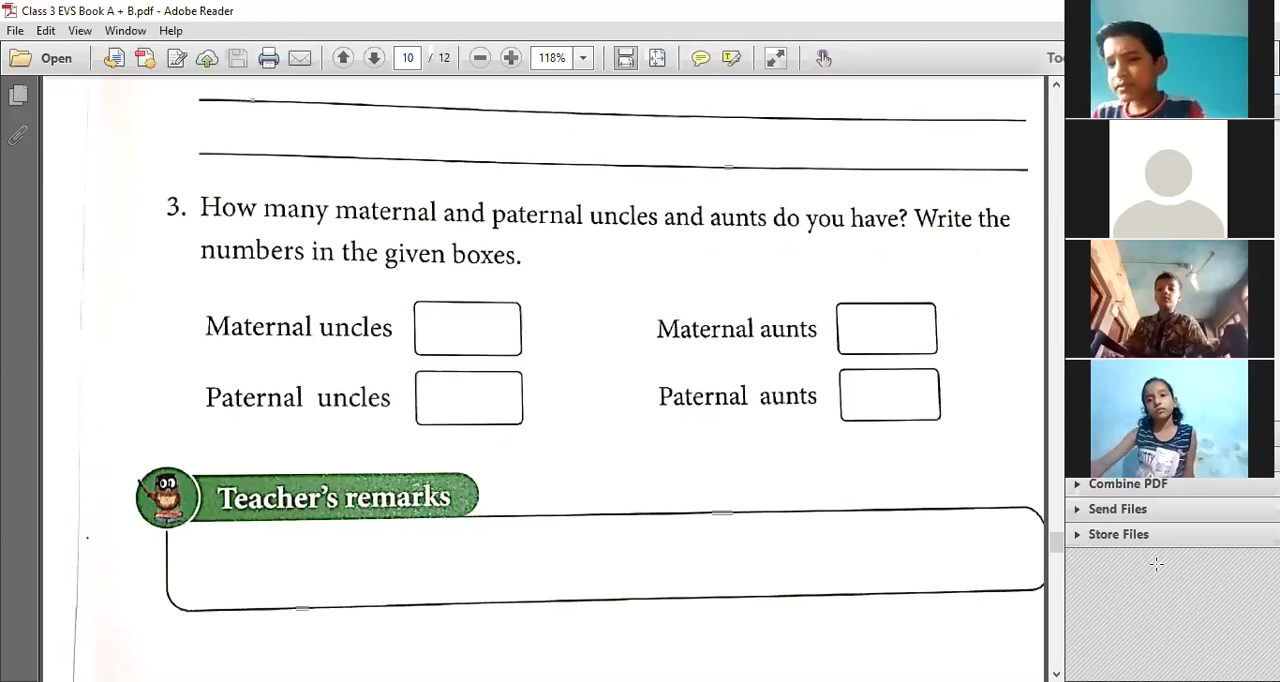 Class 3 EVS Book A + B.pdf - Adobe Reader
File Edit View Window Help
Open 10 / 12 118%
3. How many maternal and paternal uncles and aunts do you have? Write the
numbers in the given boxes.
Maternal uncles Maternal aunts
Paternal uncles Paternal aunts
Teacher's remarks
Combine PDF
Send Files
Store Files